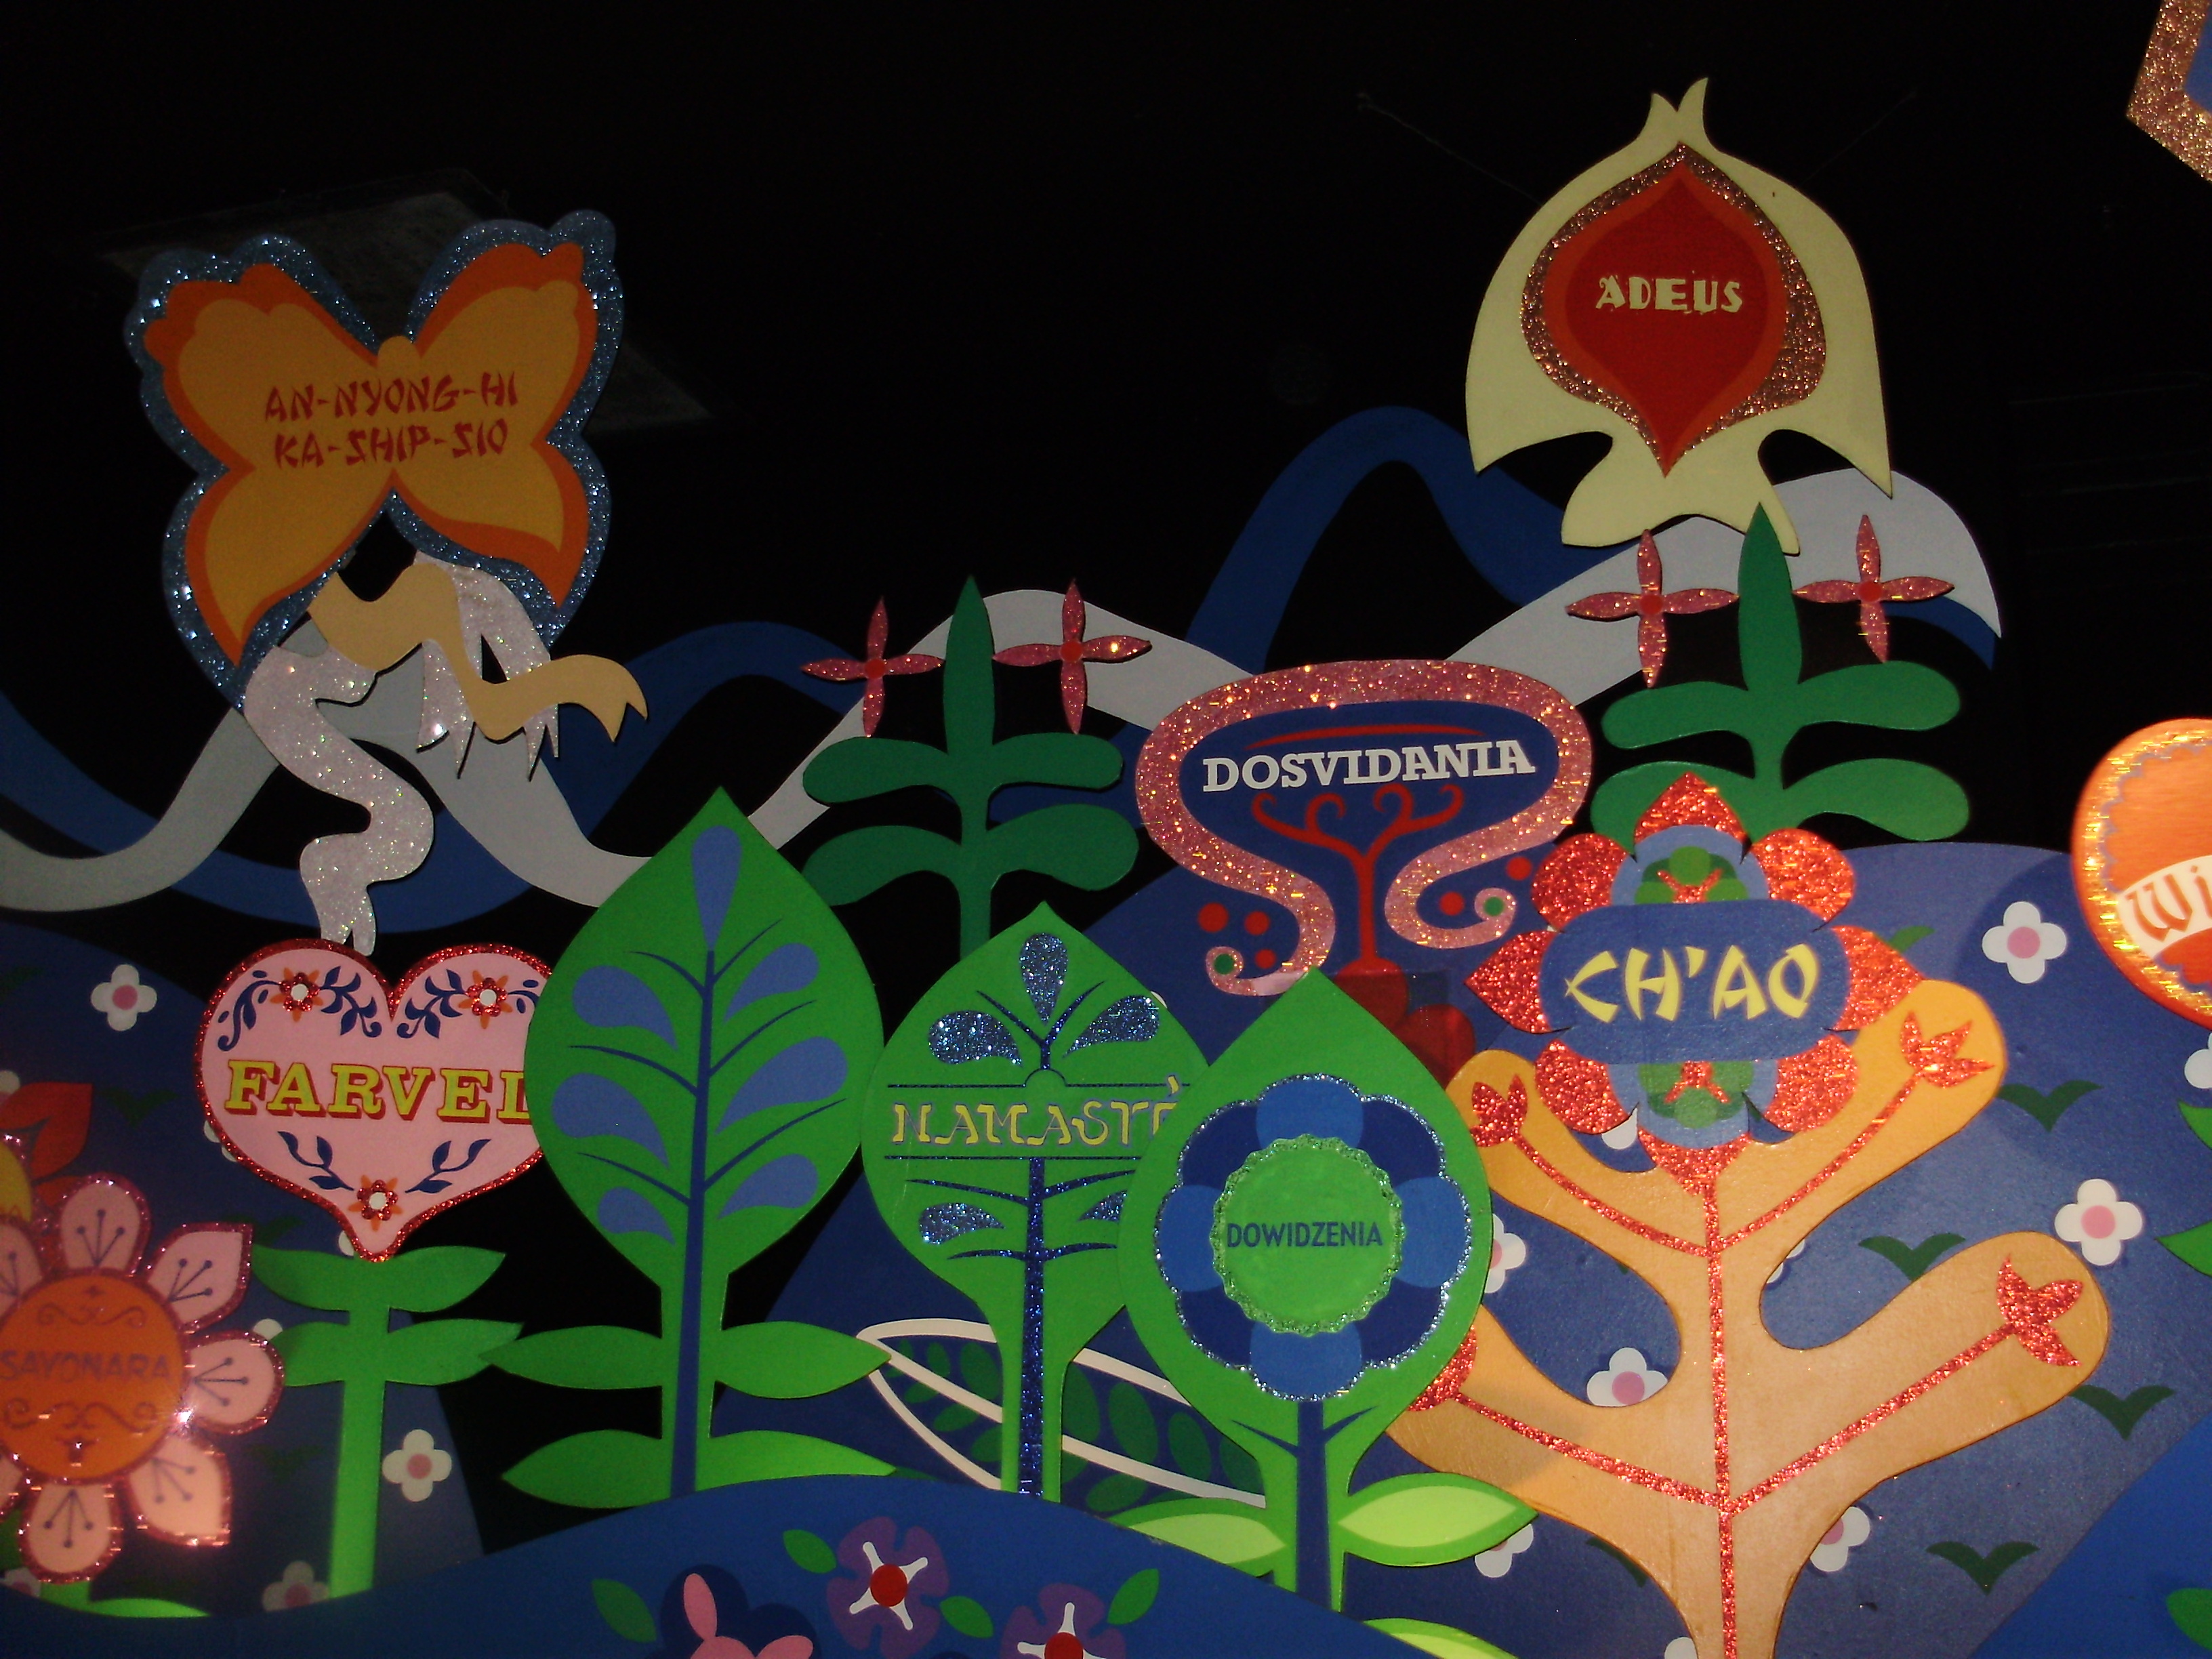 ADEUS
AN-NYONG-HI
KA-SHIP-SIO
DOSVIDANIA
CH'AO
FARVEL
NAMASTÉ
DOWIDZENIA
SAYONARA